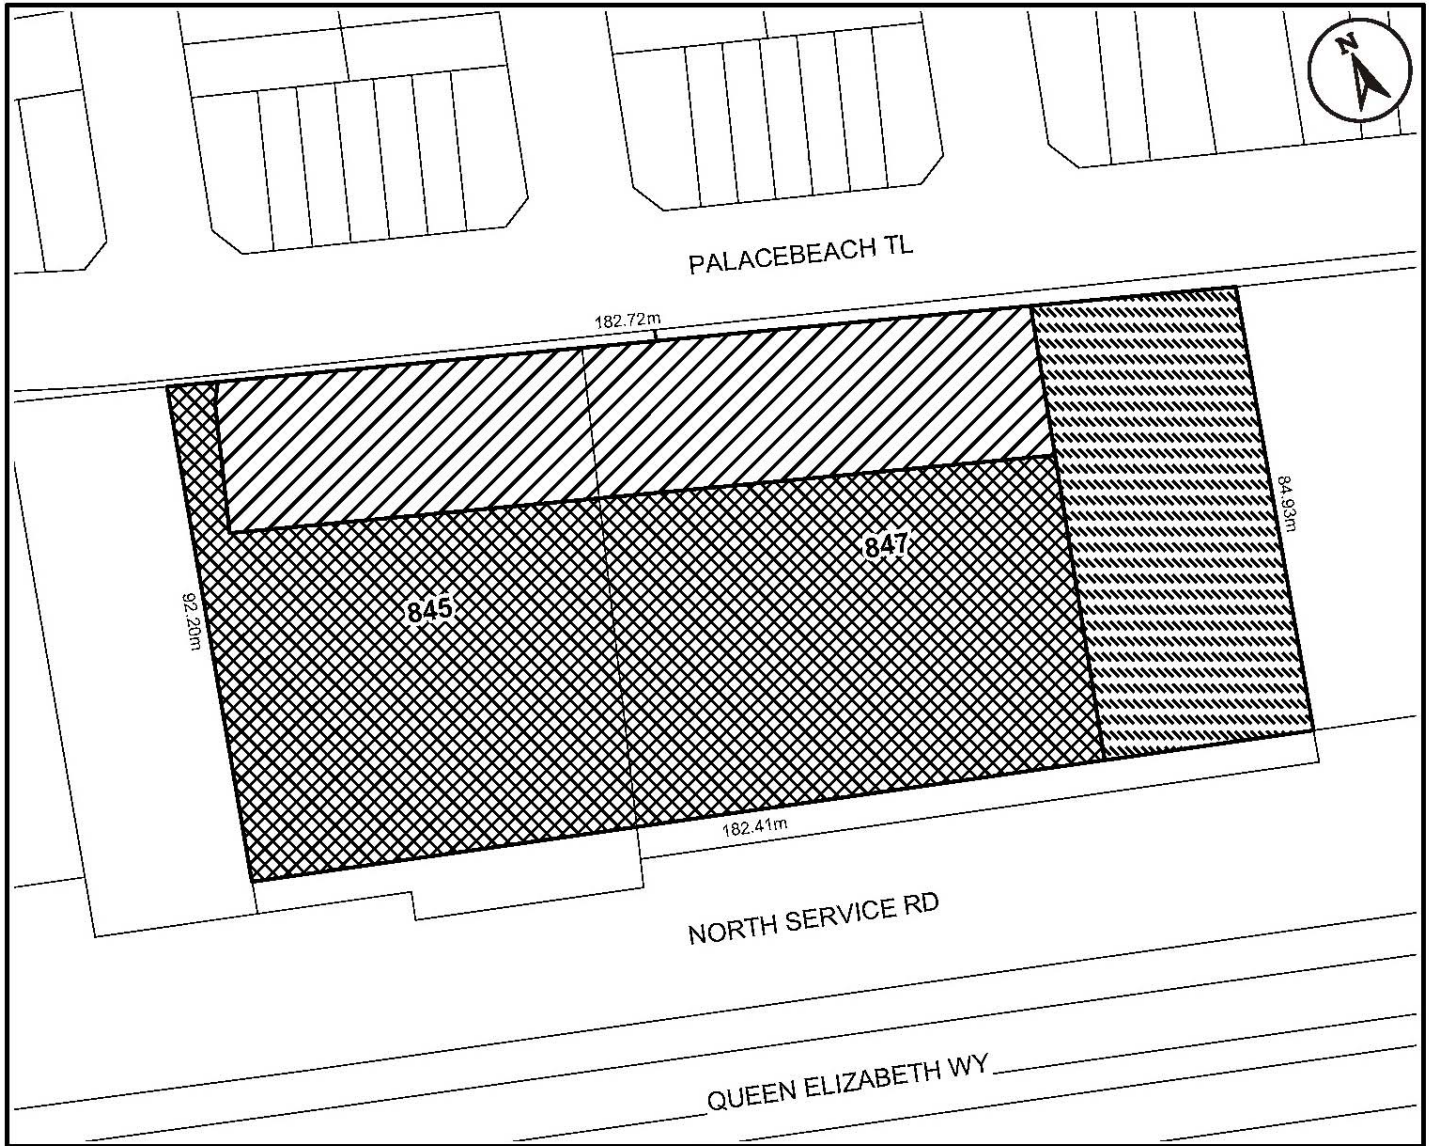 N
PALACEBEACH TL
182.72m
84.93m
847
845
92.20m
182.41m
NORTH SERVICE RD
QUEEN ELIZABETH WY